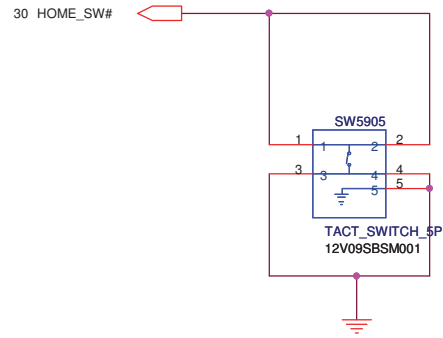 30 HOME_SW#
SW5905
1 1 2 2
3 3 4 4
5 5
TACT_SWITCH_5P
12V09SBSM001